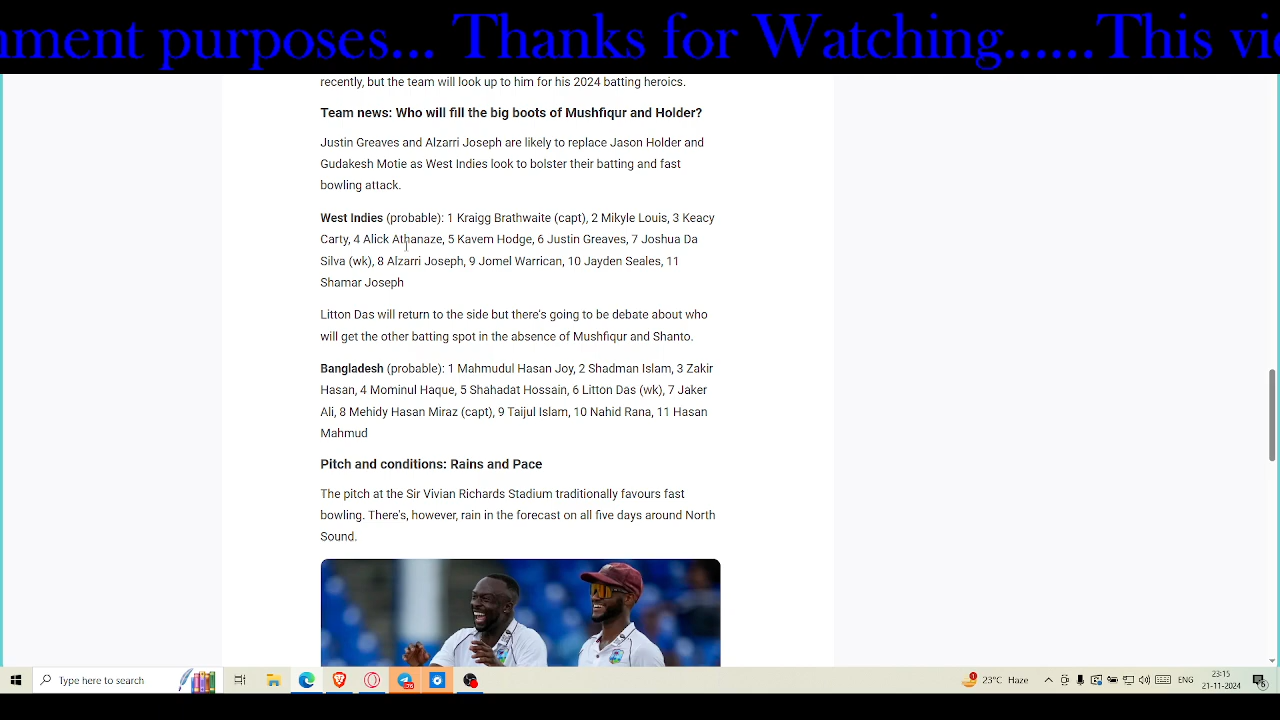 nment purposes... Thanks for Watching......This vi
recently, but the team will look up to him for his 2024 batting heroics.
Team news: Who will fill the big boots of Mushfiqur and Holder?
Justin Greaves and Alzarri Joseph are likely to replace Jason Holder and
Gudakesh Motie as West Indies look to bolster their batting and fast
bowling attack.
West Indies (probable): 1 Kraigg Brathwaite (capt), 2 Mikyle Louis, 3 Keacy
Carty, 4 Alick Athanaze, 5 Kavem Hodge, 6 Justin Greaves, 7 Joshua Da
Silva (wk), 8 Alzarri Joseph, 9 Jomel Warrican, 10 Jayden Seales, 11
Shamar Joseph
Litton Das will return to the side but there's going to be debate about who
will get the other batting spot in the absence of Mushfiqur and Shanto.
Bangladesh (probable): 1 Mahmudul Hasan Joy, 2 Shadman Islam, 3 Zakir
Hasan, 4 Mominul Haque, 5 Shahadat Hossain, 6 Litton Das (wk), 7 Jaker
Ali, 8 Mehidy Hasan Miraz (capt), 9 Taijul Islam, 10 Nahid Rana, 11 Hasan
Mahmud
Pitch and conditions: Rains and Pace
The pitch at the Sir Vivian Richards Stadium traditionally favours fast
bowling. There's, however, rain in the forecast on all five days around North
Sound.
Type here to search
23°C Haze
ENG
23:15
21-11-2024